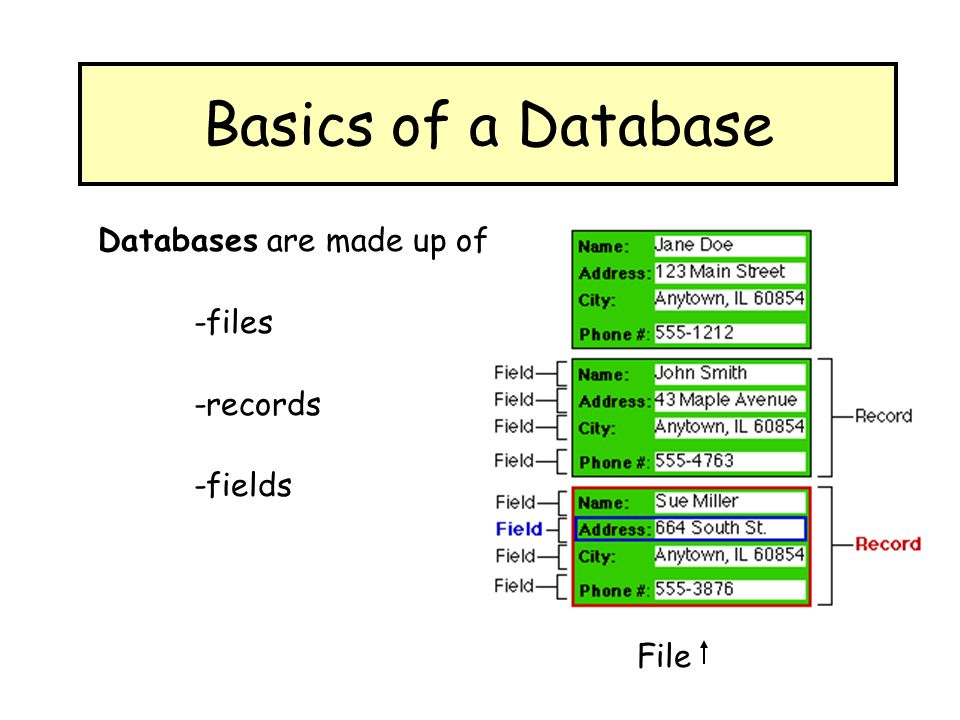 Basics of a Database
Databases are made up of
-files
-records
-fields
Name: Jane Doe
Address: 123 Main Street
City: Anytown, IL 60854
Phone #: 555-1212
Field Name: John Smith
Field Address: 43 Maple Avenue
Record
Field City: Anytown, IL 60854
Field Phone #: 555-4763
Field Name: Sue Miller
Field Address: 664 South St.
Record
Field City: Anytown, IL 60854
Field Phone #: 555-3876
File